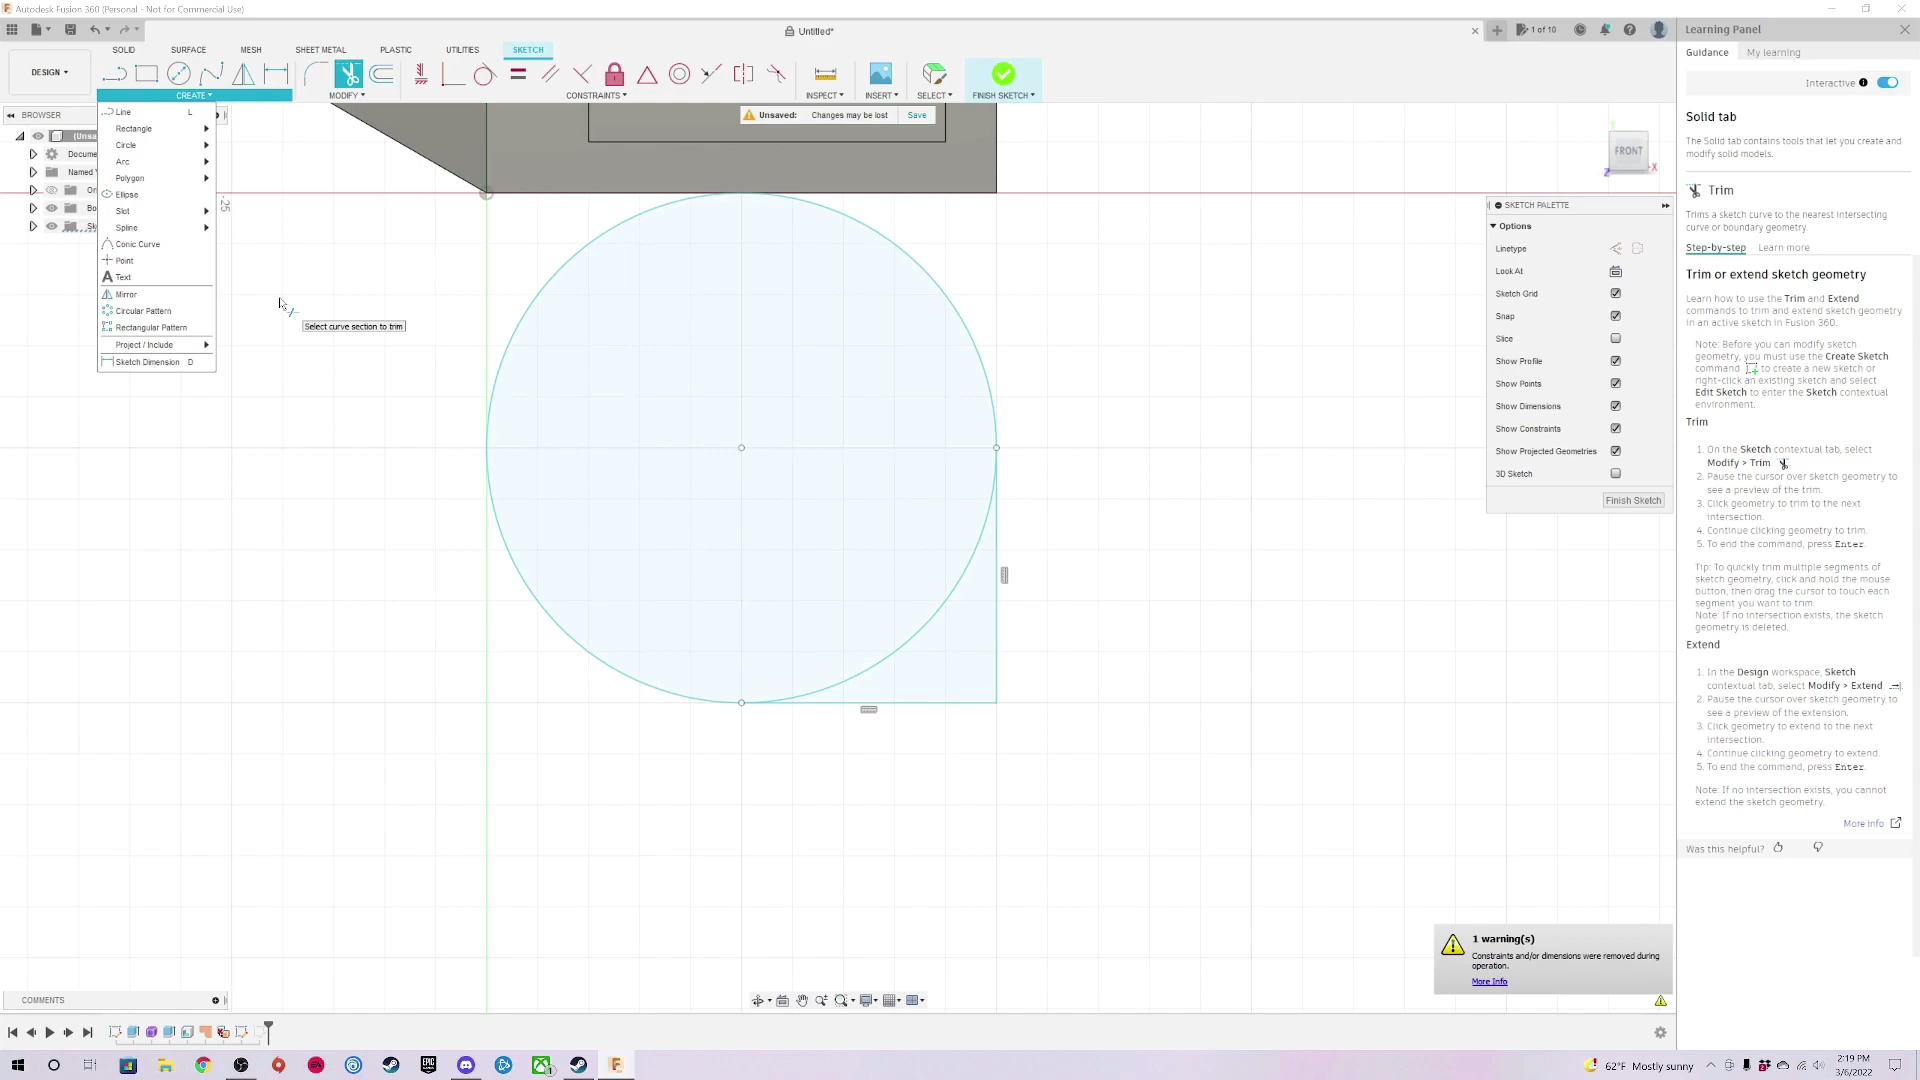 Autodesk Fusion 360 (Personal - Not for Commercial Use)
Untitled*
1 of 10
DESIGN
SOLID
SURFACE
MESH
SHEET METAL
PLASTIC
UTILITIES
SKETCH
CREATE
MODIFY
CONSTRAINTS
INSPECT
INSERT
SELECT
FINISH SKETCH
BROWSER
(Unsa
Docume
Named V
Ori
Bo
Ske
Line L
Rectangle
Circle
Arc
Polygon
Ellipse
Slot
Spline
Conic Curve
Point
Text
Mirror
Circular Pattern
Rectangular Pattern
Project / Include
Sketch Dimension D
Select curve section to trim
-25
Unsaved: Changes may be lost Save
FRONT
Y
X
Z
SKETCH PALETTE
Options
Linetype
Look At
Sketch Grid
Snap
Slice
Show Profile
Show Points
Show Dimensions
Show Constraints
Show Projected Geometries
3D Sketch
Finish Sketch
1 warning(s)
Constraints and/or dimensions were removed during
operation.
More Info
Learning Panel
Guidance
My learning
Interactive
Solid tab
The Solid tab contains tools that let you create and
modify solid models.
Trim
Trims a sketch curve to the nearest intersecting
curve or boundary geometry.
Step-by-step
Learn more
Trim or extend sketch geometry
Learn how to use the Trim and Extend
commands to trim and extend sketch geometry
in an active sketch in Fusion 360.
Note: Before you can modify sketch
geometry, you must use the Create Sketch
command to create a new sketch or
right-click an existing sketch and select
Edit Sketch to enter the Sketch contextual
environment.
Trim
1. On the Sketch contextual tab, select
Modify > Trim
2. Pause the cursor over sketch geometry to
see a preview of the trim.
3. Click geometry to trim to the next
intersection.
4. Continue clicking geometry to trim.
5. To end the command, press Enter.
Tip: To quickly trim multiple segments of
sketch geometry, click and hold the mouse
button, then drag the cursor to touch each
segment you want to trim.
Note: If no intersection exists, the sketch
geometry is deleted.
Extend
1. In the Design workspace, Sketch
contextual tab, select Modify > Extend
2. Pause the cursor over sketch geometry to
see a preview of the extension.
3. Click geometry to extend to the next
intersection.
4. Continue clicking geometry to extend.
5. To end the command, press Enter.
Note: If no intersection exists, you cannot
extend the sketch geometry.
More info
Was this helpful?
COMMENTS
62°F Mostly sunny
2:19 PM
3/6/2022